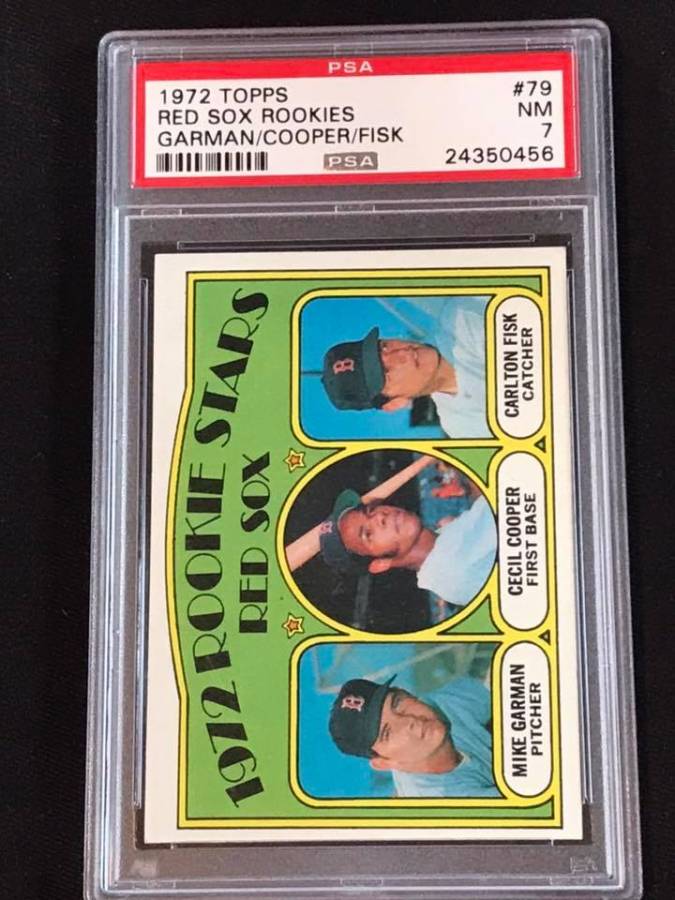 PSA
1972 TOPPS #79
RED SOX ROOKIES NM
GARMAN/COOPER/FISK 7
PSA 24350456
1972 ROOKIE STARS
RED SOX
B
B
B
MIKE GARMAN
PITCHER
CECIL COOPER
FIRST BASE
CARLTON FISK
CATCHER